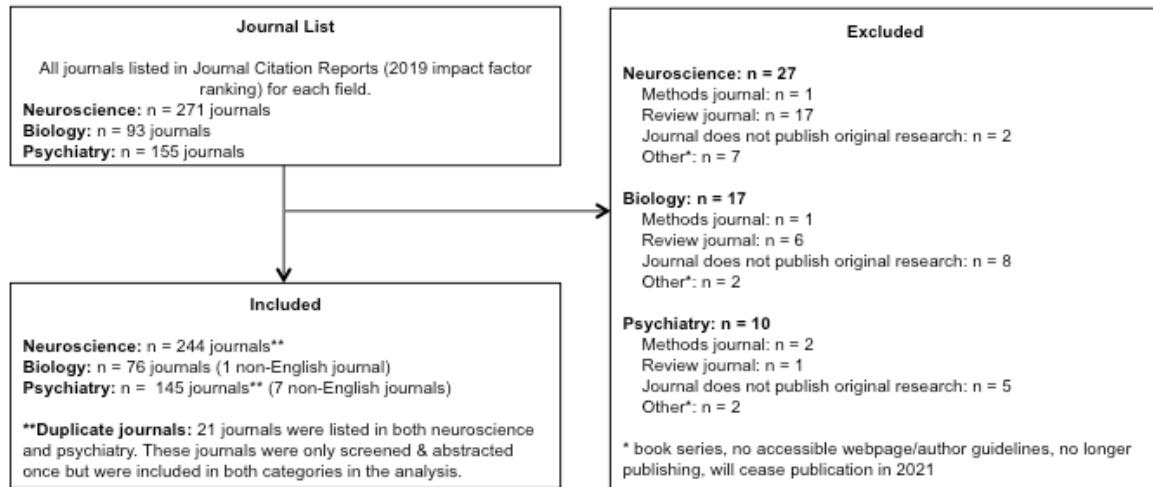 Journal List
All journals listed in Journal Citation Reports (2019 impact factor
ranking) for each field.
Neuroscience: n = 271 journals
Biology: n = 93 journals
Psychiatry: n = 155 journals
Included
Neuroscience: n = 244 journals**
Biology: n = 76 journals (1 non-English journal)
Psychiatry: n = 145 journals** (7 non-English journals)
**Duplicate journals: 21 journals were listed in both neuroscience
and psychiatry. These journals were only screened & abstracted
once but were included in both categories in the analysis.
Excluded
Neuroscience: n = 27
Methods journal: n = 1
Review journal: n = 17
Journal does not publish original research: n = 2
Other*: n = 7
Biology: n = 17
Methods journal: n = 1
Review journal: n = 6
Journal does not publish original research: n = 8
Other*: n = 2
Psychiatry: n = 10
Methods journal: n = 2
Review journal: n = 1
Journal does not publish original research: n = 5
Other*: n = 2
* book series, no accessible webpage/author guidelines, no longer
publishing, will cease publication in 2021